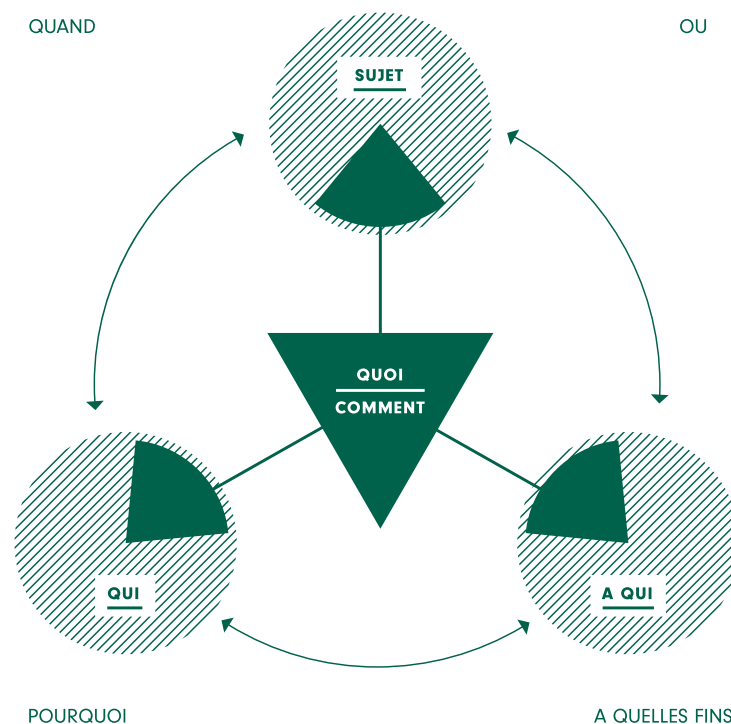 QUAND
OU
SUJET
QUOI
COMMENT
QUI
A QUI
POURQUOI
A QUELLES FINS